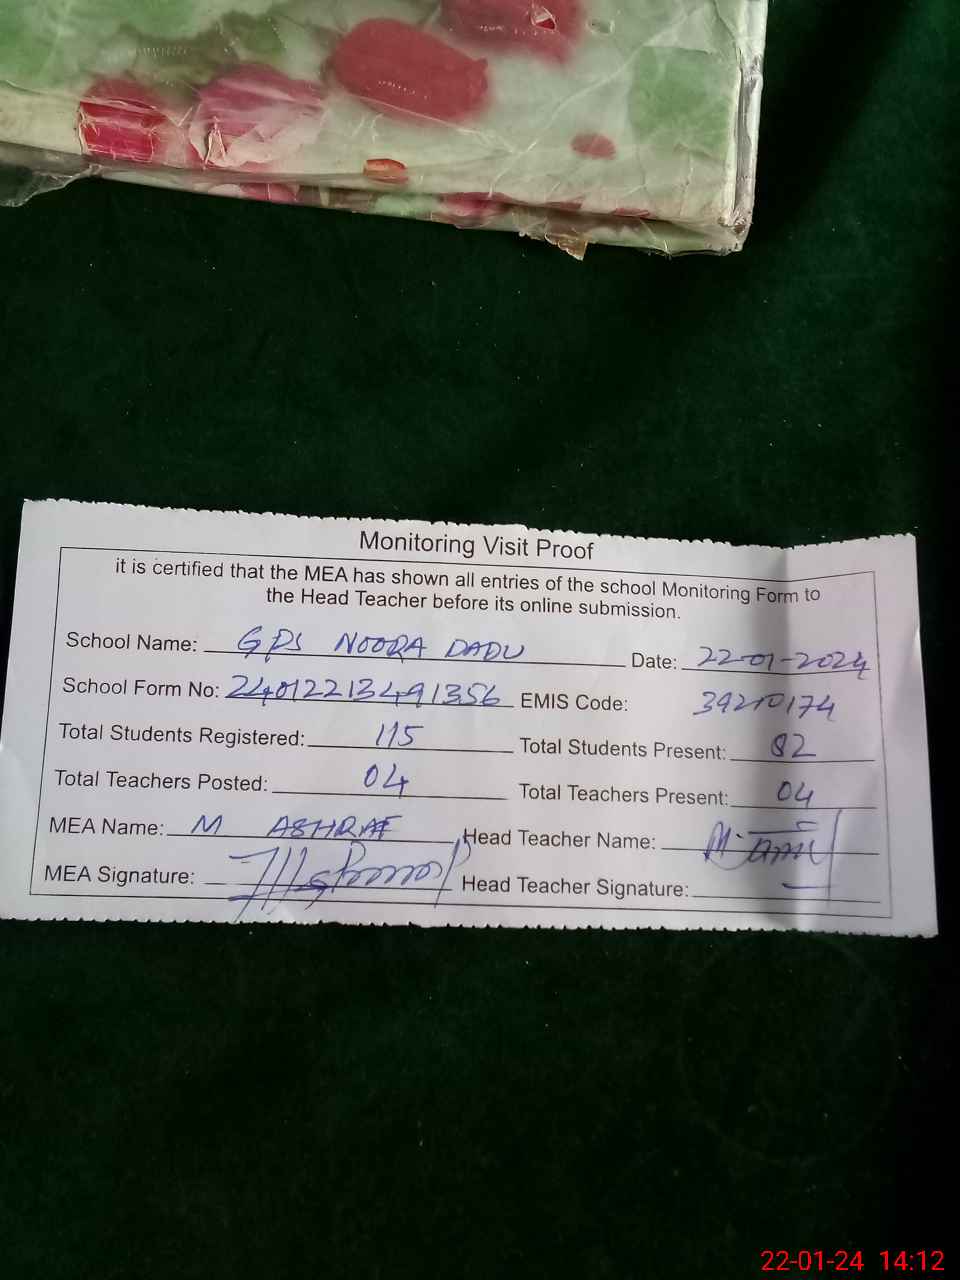 Monitoring Visit Proof
it is certified that the MEA has shown all entries of the school Monitoring Form to
the Head Teacher before its online submission.
School Name: GPS NOORA DADU Date: 22-01-2024
School Form No: 24012213491356 EMIS Code: 39210174
Total Students Registered: 115 Total Students Present: 82
Total Teachers Posted: 04 Total Teachers Present: 04
MEA Name: M ASHRAF Head Teacher Name:
MEA Signature: Head Teacher Signature:
22-01-24 14:12